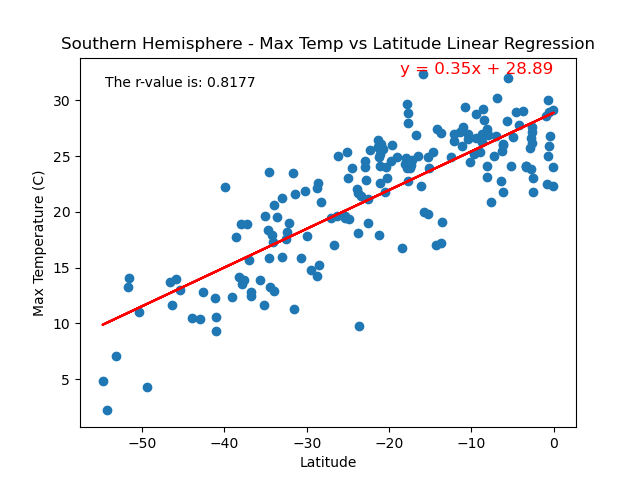 Southern Hemisphere - Max Temp vs Latitude Linear Regression
y = 0.35x + 28.89
The r-value is: 0.8177
Max Temperature (C)
30
25
20
15
10
5
−50 −40 −30 −20 −10 0
Latitude